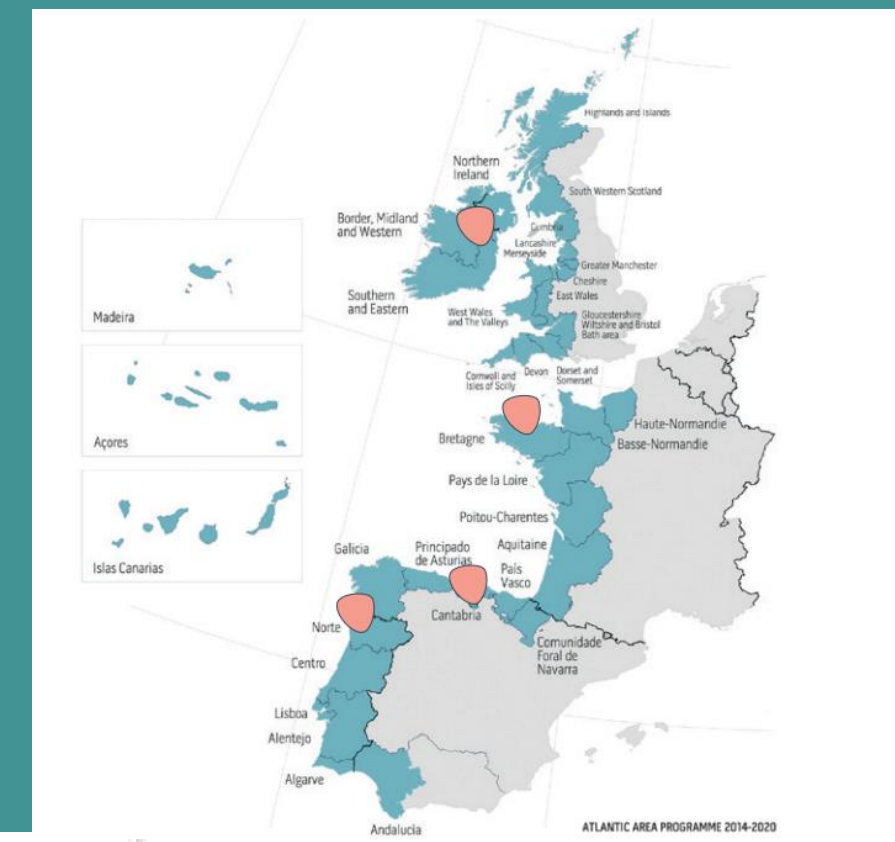 Highlands and Islands
Northern
Ireland
South Western Scotland
Border, Midland
and Western
Cumbria
Lancashire
Merseyside
Greater Manchester
Cheshire
East Wales
Southern
and Eastern
West Wales
and The Valleys
Gloucestershire
Wiltshire and Bristol
Bath area
Cornwall and
Isles of Scilly
Devon
Dorset and
Somerset
Madeira
Haute-Normandie
Bretagne
Basse-Normandie
Açores
Pays de la Loire
Poitou-Charentes
Galicia
Principado
de Asturias
Aquitaine
País
Vasco
Islas Canarias
Cantabria
Norte
Comunidade
Foral de
Navarra
Centro
Lisboa
Alentejo
Algarve
Andalucia
ATLANTIC AREA PROGRAMME 2014-2020